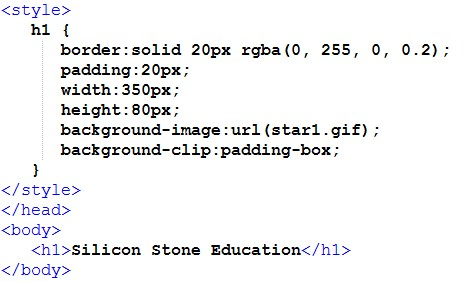 <style>
h1 {
border:solid 20px rgba(0, 255, 0, 0.2);
padding:20px;
width:350px;
height:80px;
background-image:url(star1.gif);
background-clip:padding-box;
}
</style>
</head>
<body>
<h1>Silicon Stone Education</h1>
</body>